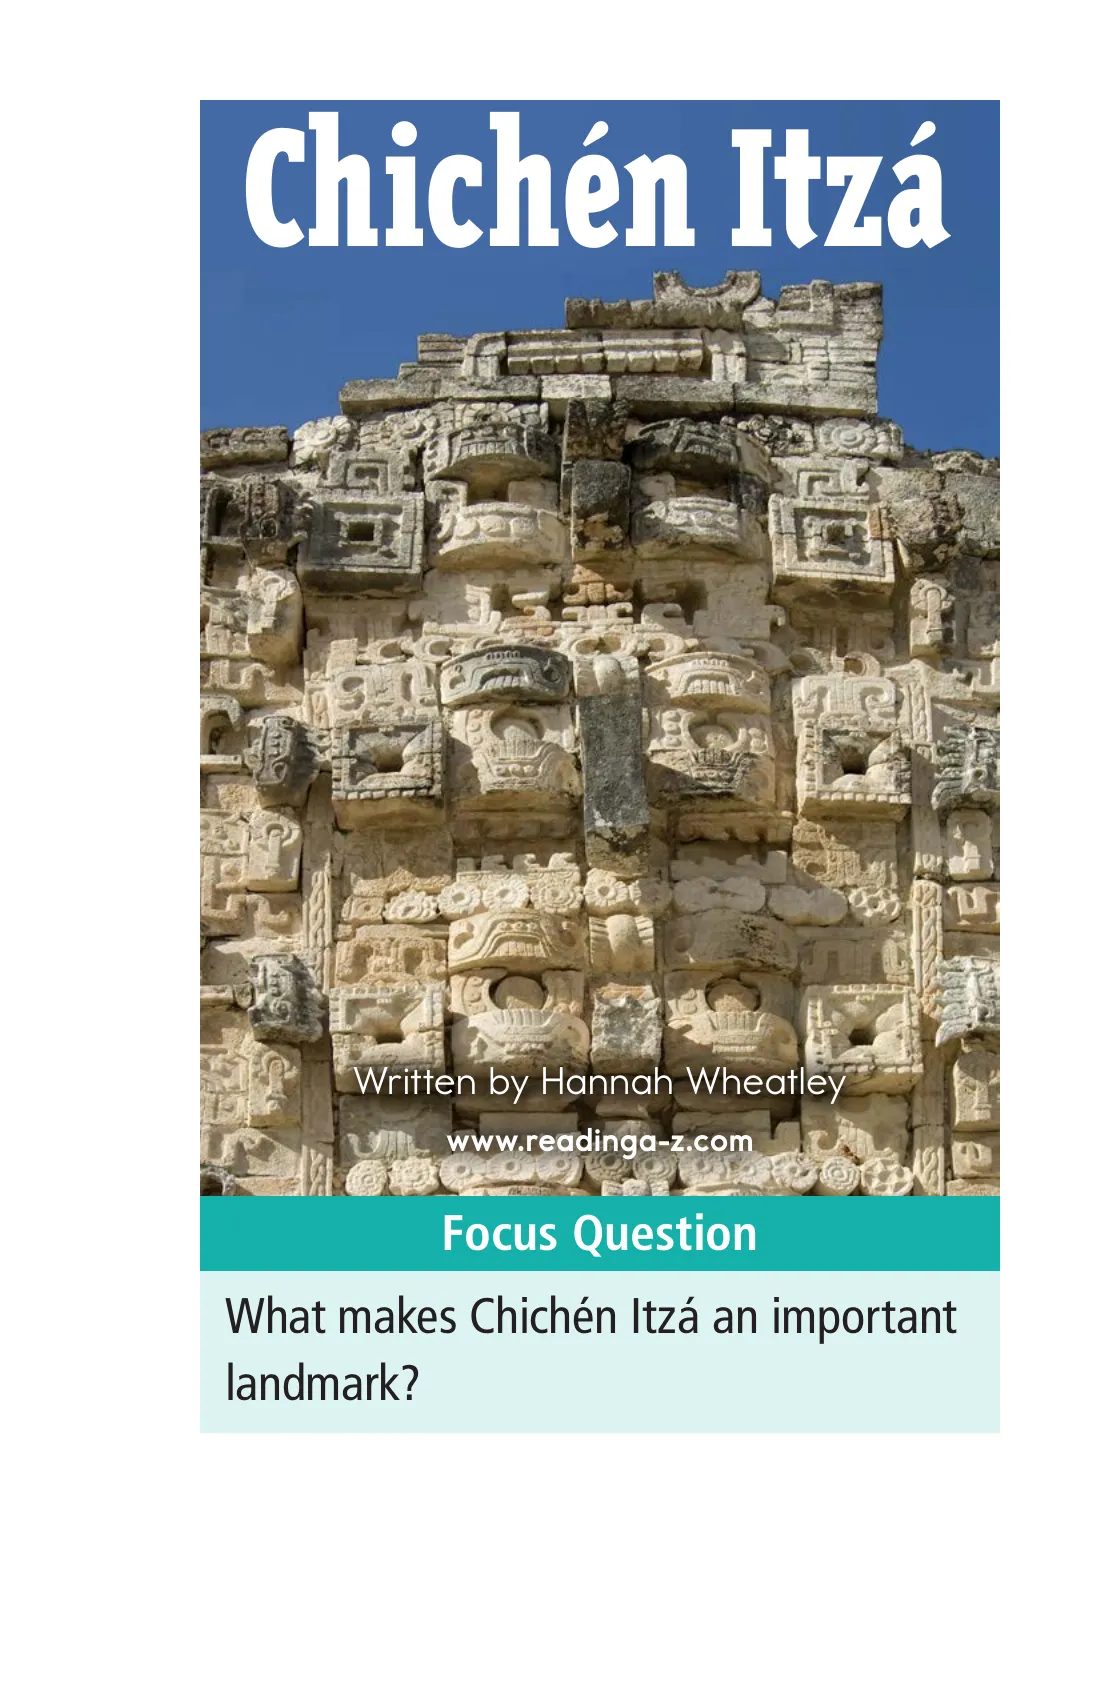 Chichén Itzá
Written by Hannah Wheatley
www.readinga-z.com
Focus Question
What makes Chichén Itzá an important
landmark?